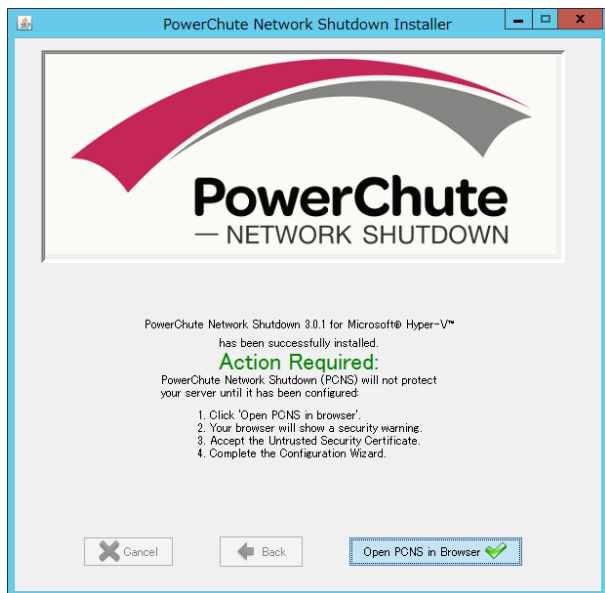 PowerChute Network Shutdown Installer
PowerChute
— NETWORK SHUTDOWN
PowerChute Network Shutdown 3.0.1 for Microsoft® Hyper-V™
has been successfully installed.
Action Required:
PowerChute Network Shutdown (PCNS) will not protect
your server until it has been configured:
1. Click 'Open PCNS in browser'.
2. Your browser will show a security warning.
3. Accept the Untrusted Security Certificate.
4. Complete the Configuration Wizard.
Cancel
Back
Open PCNS in Browser